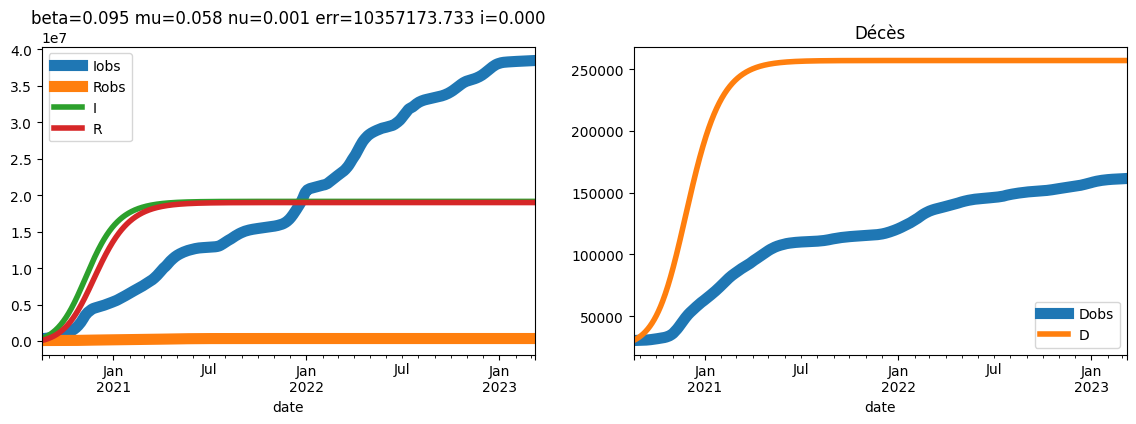 beta=0.095 mu=0.058 nu=0.001 err=10357173.733 i=0.000
1e7
4.0
3.5
3.0
2.5
2.0
1.5
1.0
0.5
0.0
Iobs
Robs
I
R
Jan
2021
Jul
Jan
2022
Jul
Jan
2023
date
Décès
250000
200000
150000
100000
50000
Dobs
D
Jan
2021
Jul
Jan
2022
Jul
Jan
2023
date